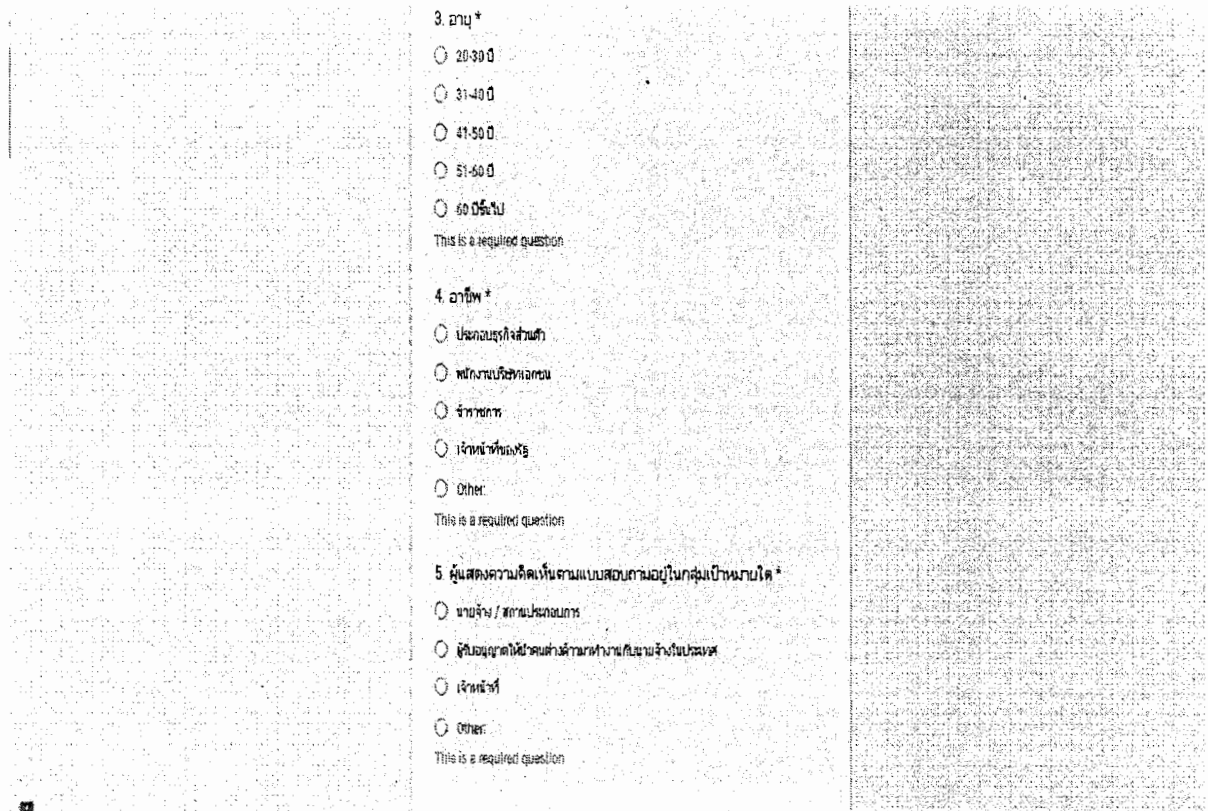 3. อายุ *
20-30 ปี
31-40 ปี
41-50 ปี
51-60 ปี
60 ปีขึ้นไป
This is a required question
4. อาชีพ *
ประกอบธุรกิจส่วนตัว
พนักงานบริษัทเอกชน
ข้าราชการ
เจ้าหน้าที่ของรัฐ
Other:
This is a required question
5. ผู้แสดงความคิดเห็นตามแบบสอบถามอยู่ในกลุ่มเป้าหมายใด *
นายจ้าง / สถานประกอบการ
ผู้รับอนุญาตให้นำคนต่างด้าวมาทำงานกับนายจ้างในประเทศ
เจ้าหน้าที่
Other:
This is a required question